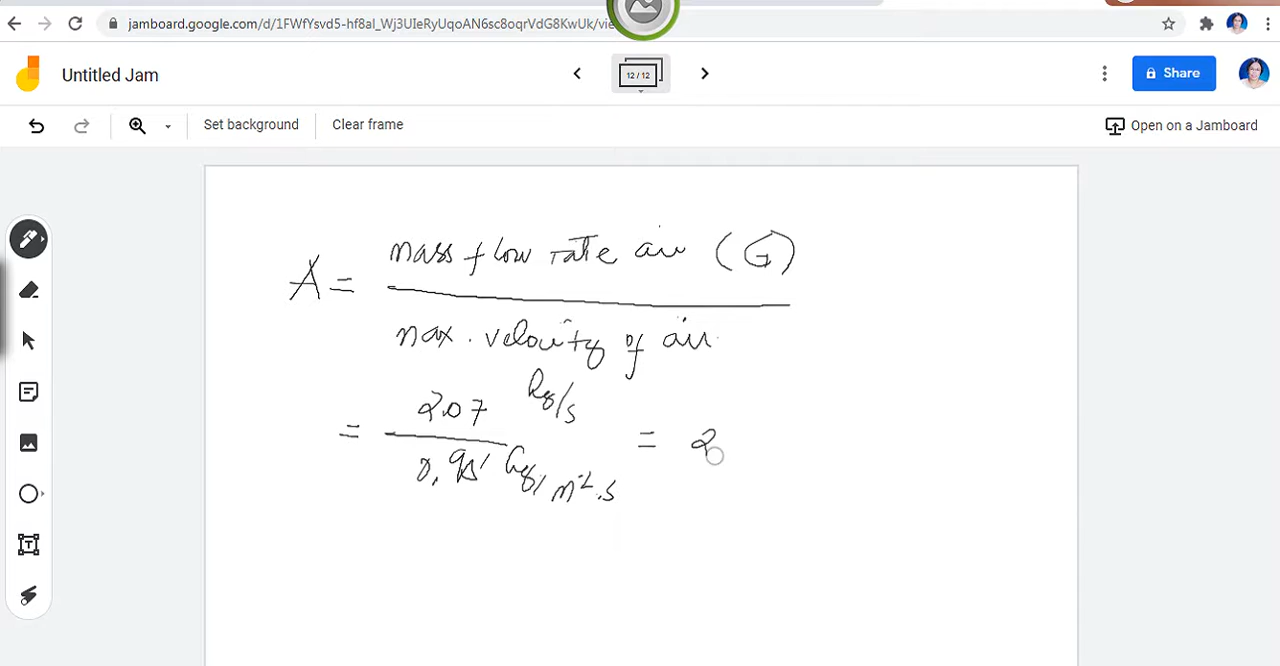 jamboard.google.com/d/1FWfYsvd5-hf8al_Wj3UIeRyUqoAN6sc8oqrVdG8KwUk/vie
Untitled Jam
12 / 12
Share
Set background
Clear frame
Open on a Jamboard
A = mass flow rate air (G)
max. velocity of air
= 2.07 kg/s
0.95 kg/m2.s
= 2